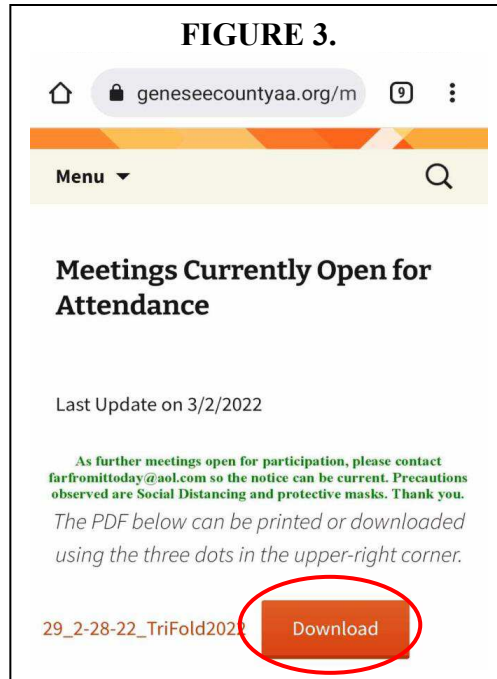 FIGURE 3.
geneseecountyaa.org/m
9
Menu
Meetings Currently Open for
Attendance
Last Update on 3/2/2022
As further meetings open for participation, please contact
farfromittoday@aol.com so the notice can be current. Precautions
observed are Social Distancing and protective masks. Thank you.
The PDF below can be printed or downloaded
using the three dots in the upper-right corner.
29_2-28-22_TriFold2022 Download